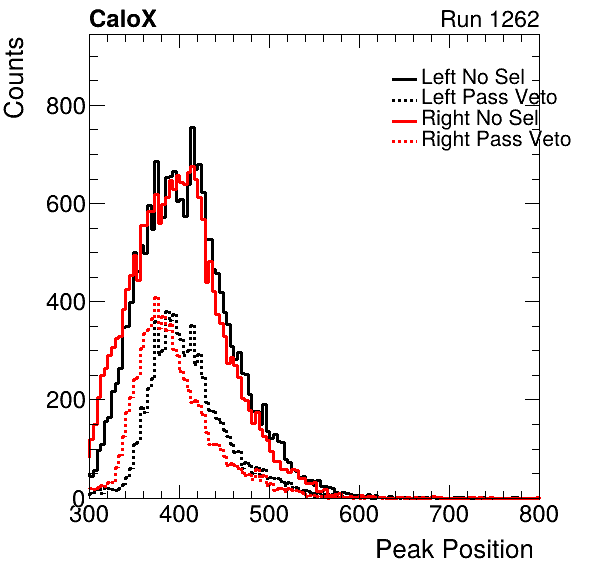 CaloX Run 1262
Counts
Left No Sel
Left Pass Veto
Right No Sel
Right Pass Veto
800
600
400
200
0
300 400 500 600 700 800
Peak Position